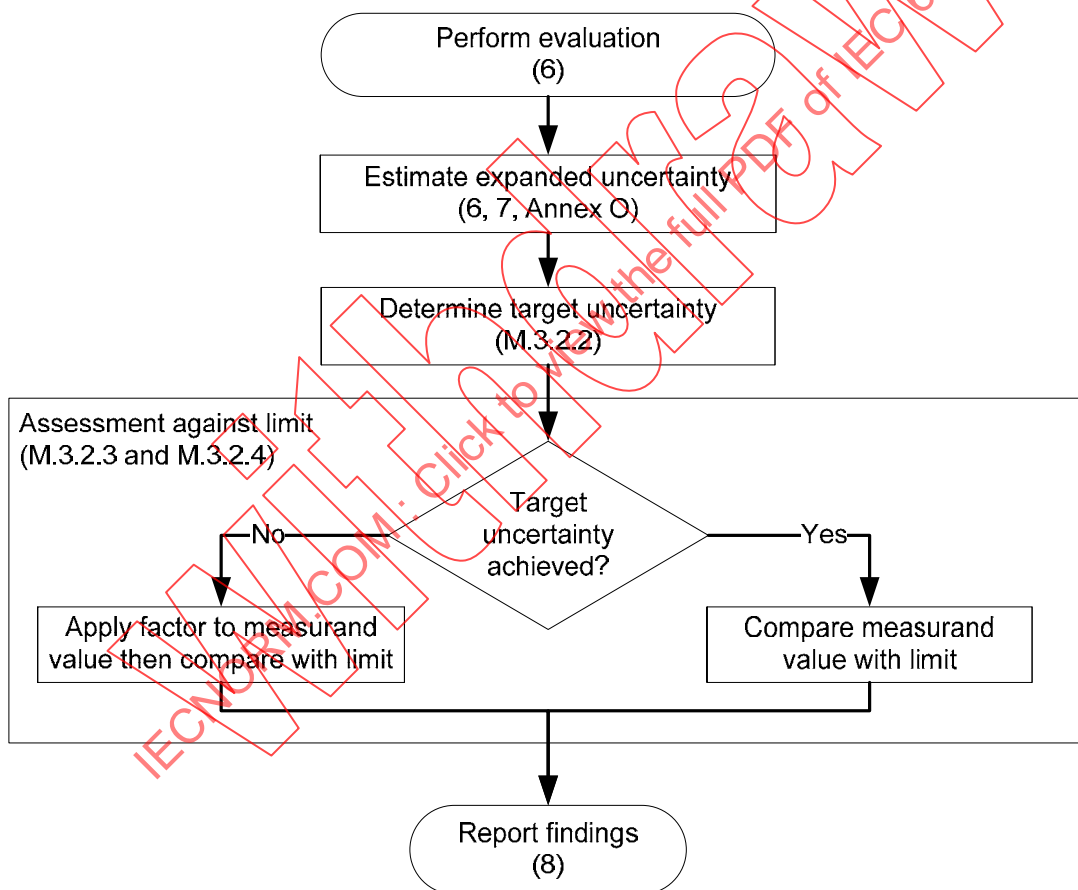 Perform evaluation
(6)
Estimate expanded uncertainty
(6, 7, Annex O)
Determine target uncertainty
(M.3.2.2)
Assessment against limit
(M.3.2.3 and M.3.2.4)
Target
uncertainty
achieved?
No
Yes
Apply factor to measurand
value then compare with limit
Compare measurand
value with limit
Report findings
(8)
IECNORM.COM : Click to view the full PDF of IEC 6